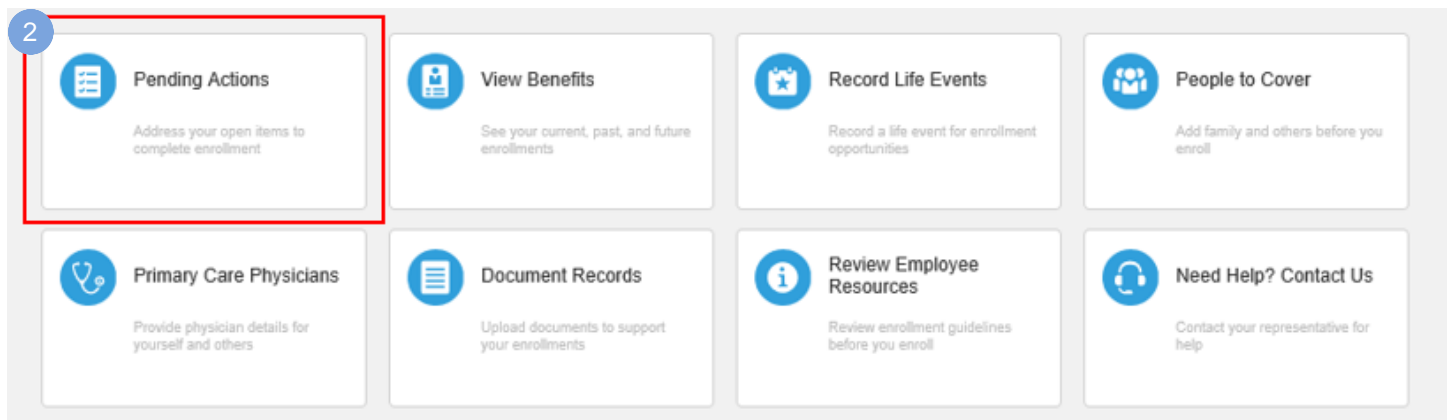 2
Pending Actions
Address your open items to
complete enrollment
View Benefits
See your current, past, and future
enrollments
Record Life Events
Record a life event for enrollment
opportunities
People to Cover
Add family and others before you
enroll
Primary Care Physicians
Provide physician details for
yourself and others
Document Records
Upload documents to support
your enrollments
Review Employee
Resources
Review enrollment guidelines
before you enroll
Need Help? Contact Us
Contact your representative for
help